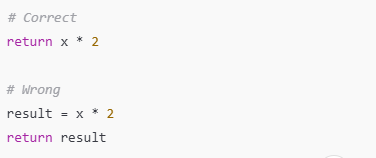 # Correct
return x * 2
# Wrong
result = x * 2
return result